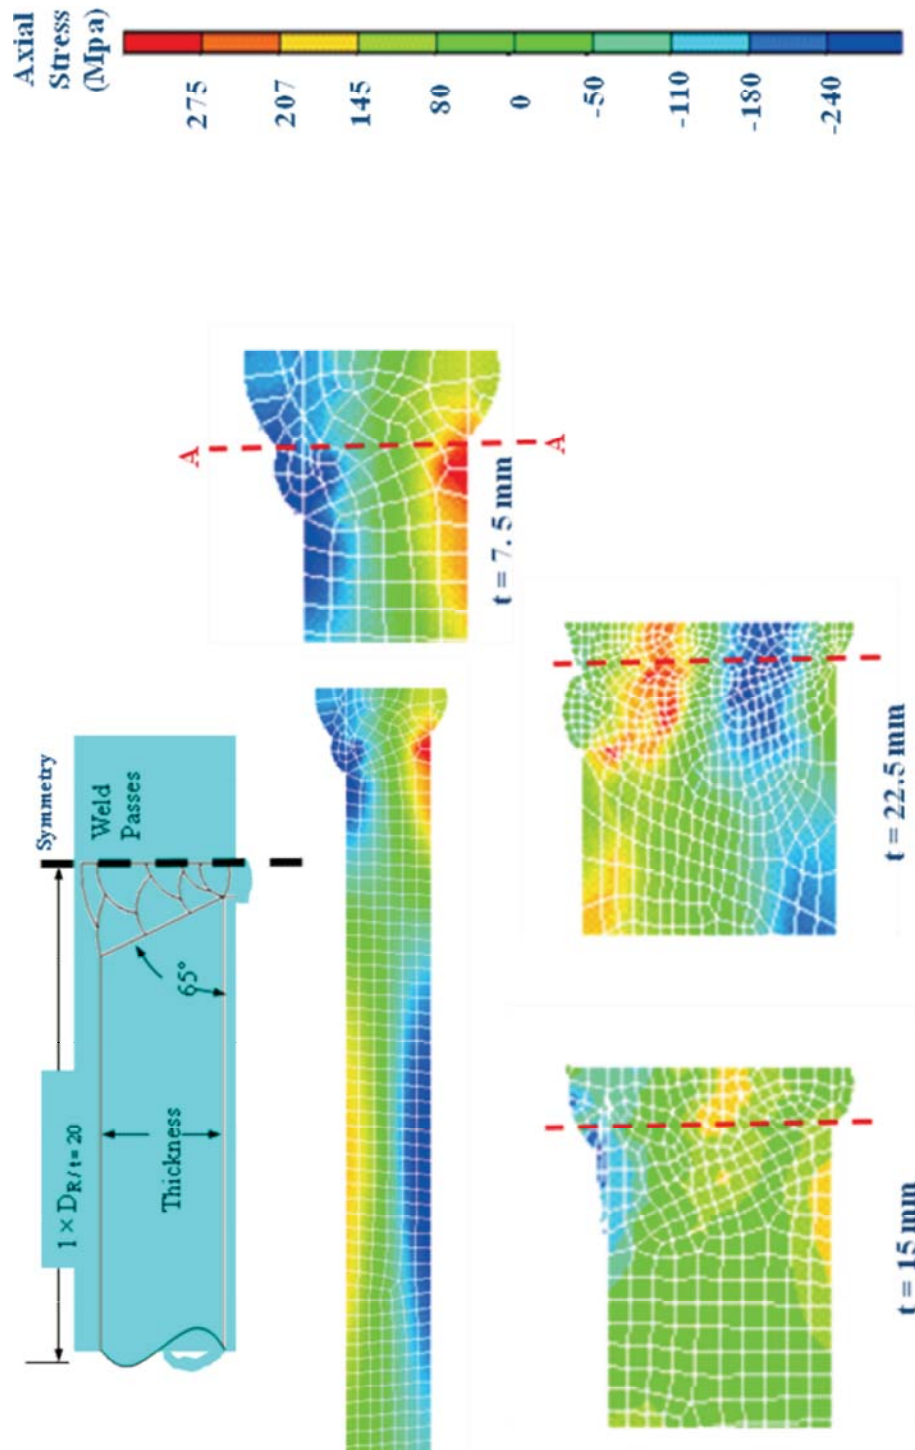 Axial
Stress
(Mpa)
275
207
145
80
0
-50
-110
-180
-240
Symmetry
Weld
Passes
65°
1 × D R/t= 20
Thickness
A
A
t = 7. 5 mm
t = 22.5 mm
t = 15 mm